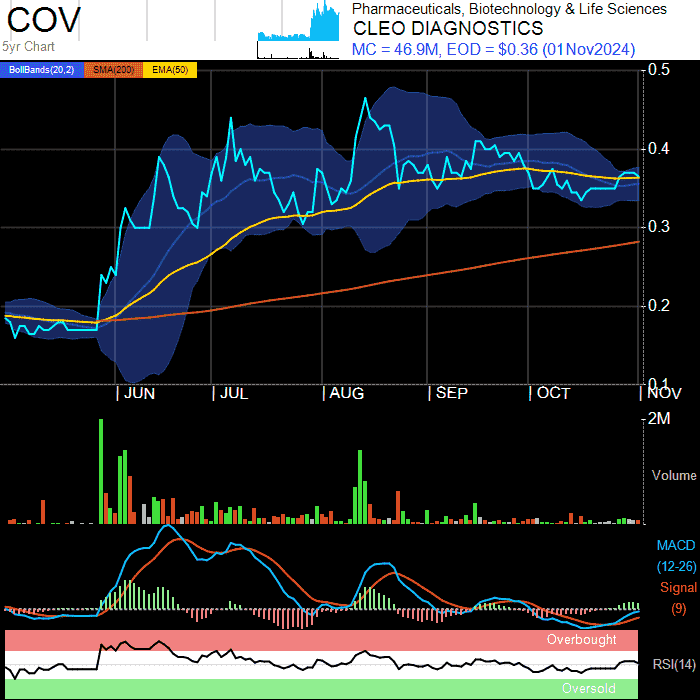 COV
5yr Chart
Pharmaceuticals, Biotechnology & Life Sciences
CLEO DIAGNOSTICS
MC = 46.9M, EOD = $0.36 (01Nov2024)
BollBands(20,2) SMA(200) EMA(50)
0.5
0.4
0.3
0.2
0.1
JUN JUL AUG SEP OCT NOV
2M
Volume
MACD
(12-26)
Signal
(9)
Overbought
RSI(14)
Oversold